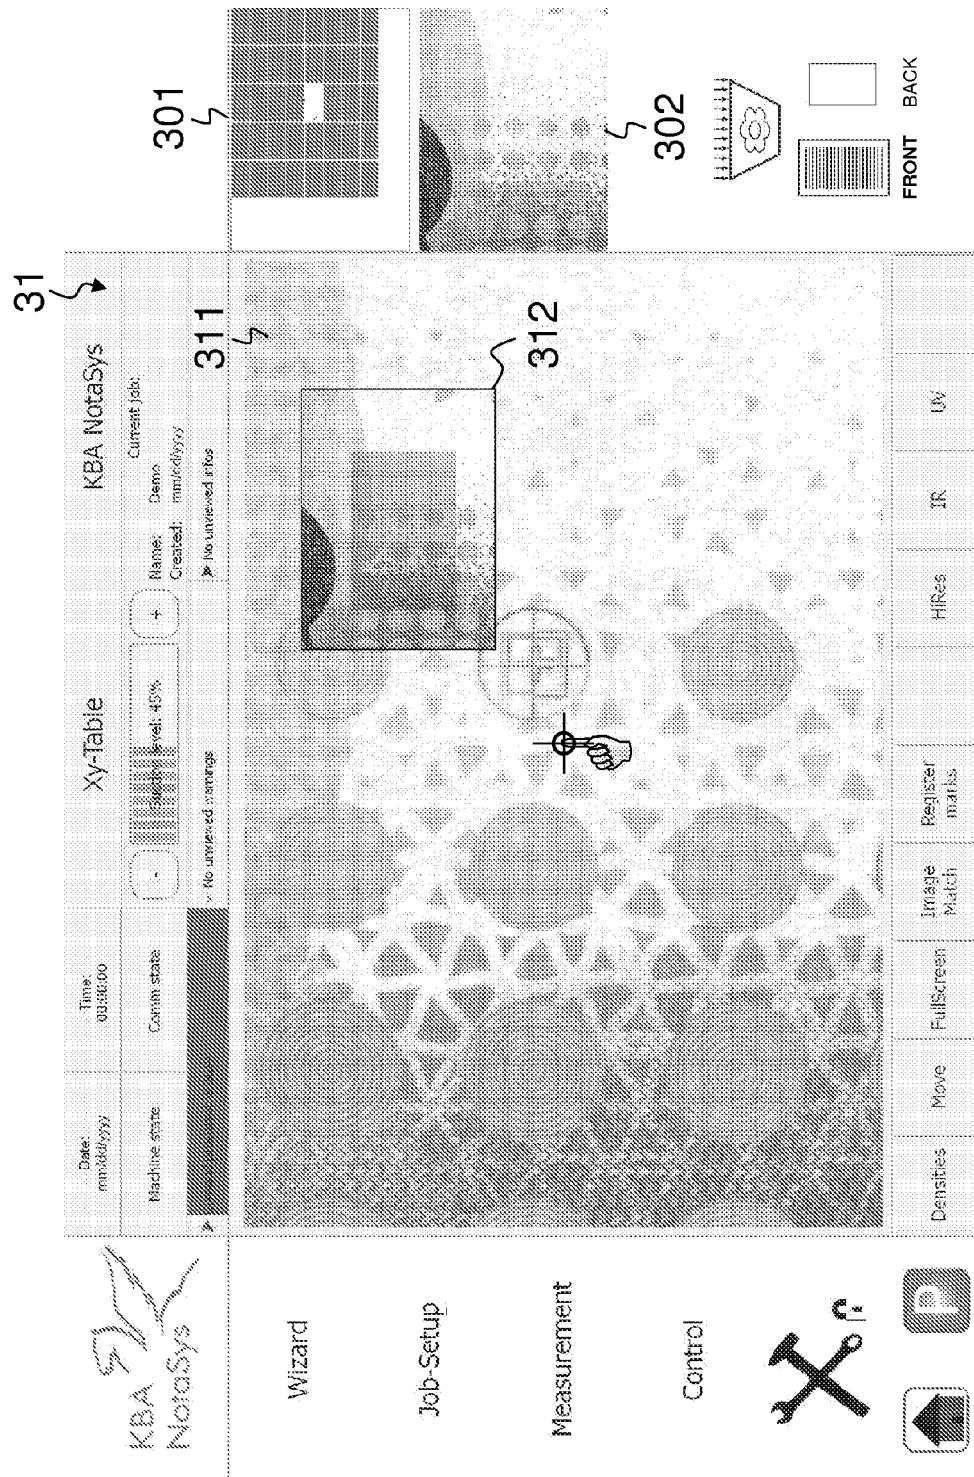 31
KBA NotaSys
Date:
mm/dd/yyyy
Time:
00:00:00
Xy-Table
KBA NotaSys
Machine state
Comm state
-
level: 45%
+
Current job:
Name: Demo
Created: mm/dd/yyyy
No unviewed warnings
No unviewed infos
301
311
312
302
Wizard
Job-Setup
Measurement
Control
FRONT
BACK
P
Densities
Move
FullScreen
Image
Match
Register
marks
HiRes
IR
UV